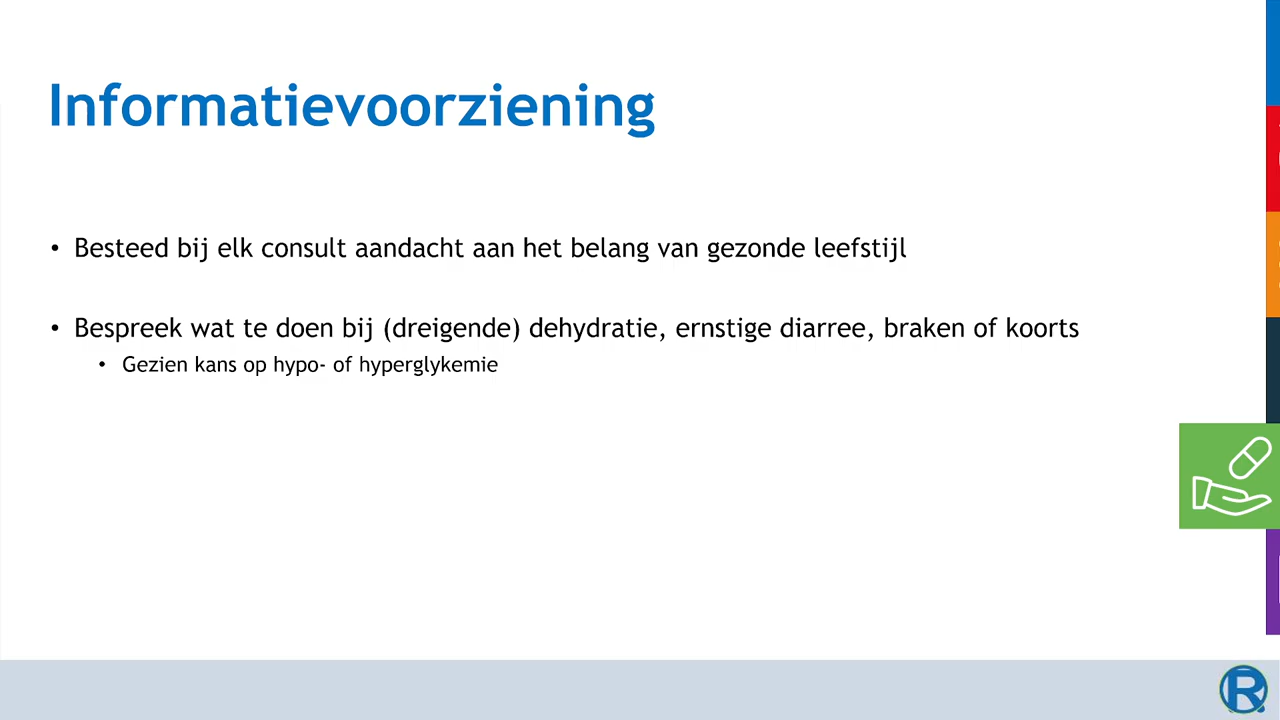 Informatievoorziening
• Besteed bij elk consult aandacht aan het belang van gezonde leefstijl
• Bespreek wat te doen bij (dreigende) dehydratie, ernstige diarree, braken of koorts
• Gezien kans op hypo- of hyperglykemie
R